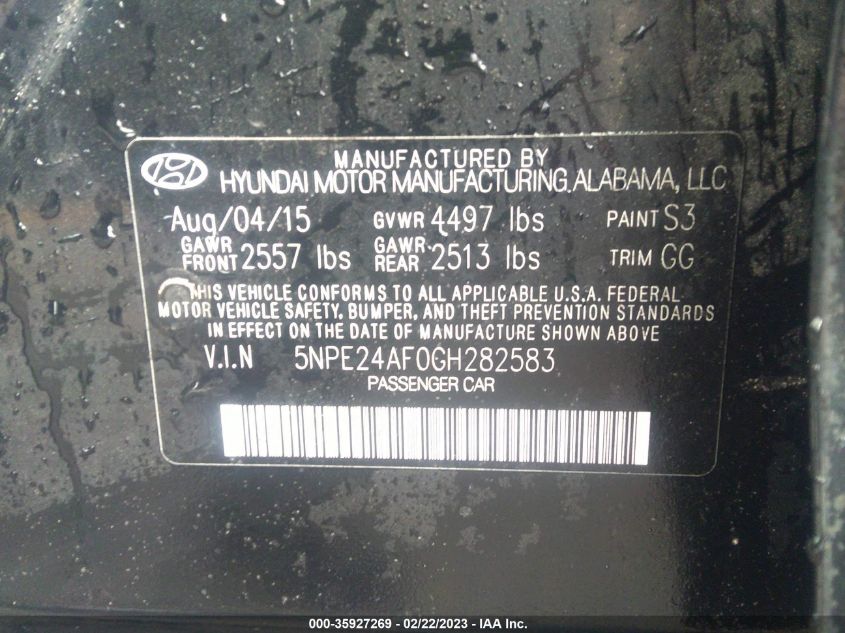 MANUFACTURED BY
HYUNDAI MOTOR MANUFACTURING, ALABAMA, LLC
Aug/04/15 GVWR 4497 lbs PAINT S3
GAWR FRONT 2557 lbs GAWR REAR 2513 lbs TRIM GG
THIS VEHICLE CONFORMS TO ALL APPLICABLE U.S.A. FEDERAL
MOTOR VEHICLE SAFETY, BUMPER, AND THEFT PREVENTION STANDARDS
IN EFFECT ON THE DATE OF MANUFACTURE SHOWN ABOVE
V.I.N 5NPE24AF0GH282583
PASSENGER CAR
000-35927269 - 02/22/2023 - IAA Inc.